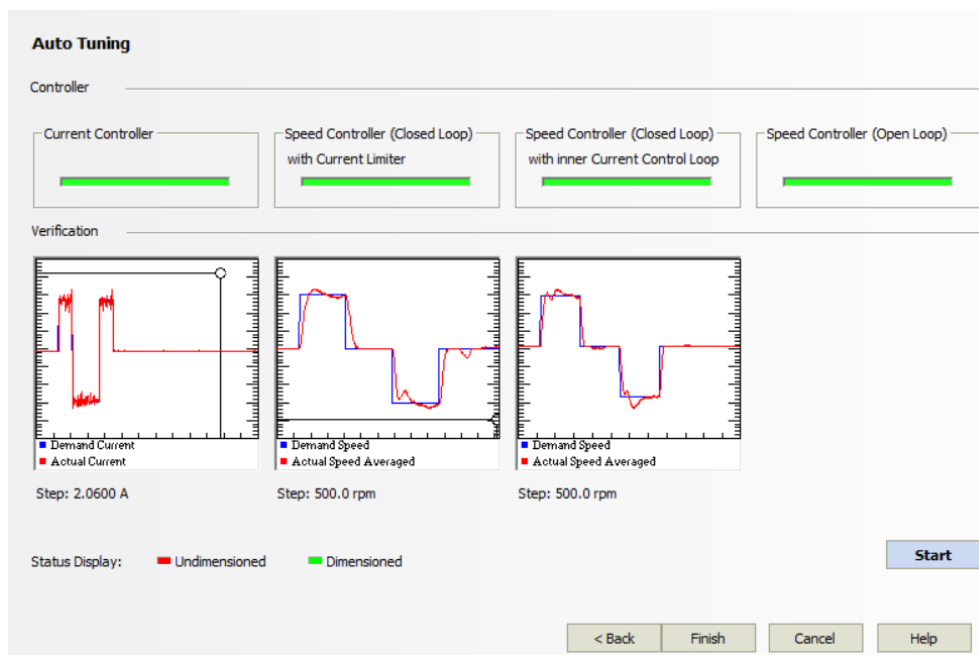 Auto Tuning
Controller
Current Controller
Speed Controller (Closed Loop)
with Current Limiter
Speed Controller (Closed Loop)
with inner Current Control Loop
Speed Controller (Open Loop)
Verification
Demand Current
Actual Current
Demand Speed
Actual Speed Averaged
Demand Speed
Actual Speed Averaged
Step: 2.0600 A
Step: 500.0 rpm
Step: 500.0 rpm
Status Display:
Undimensioned
Dimensioned
Start
< Back
Finish
Cancel
Help